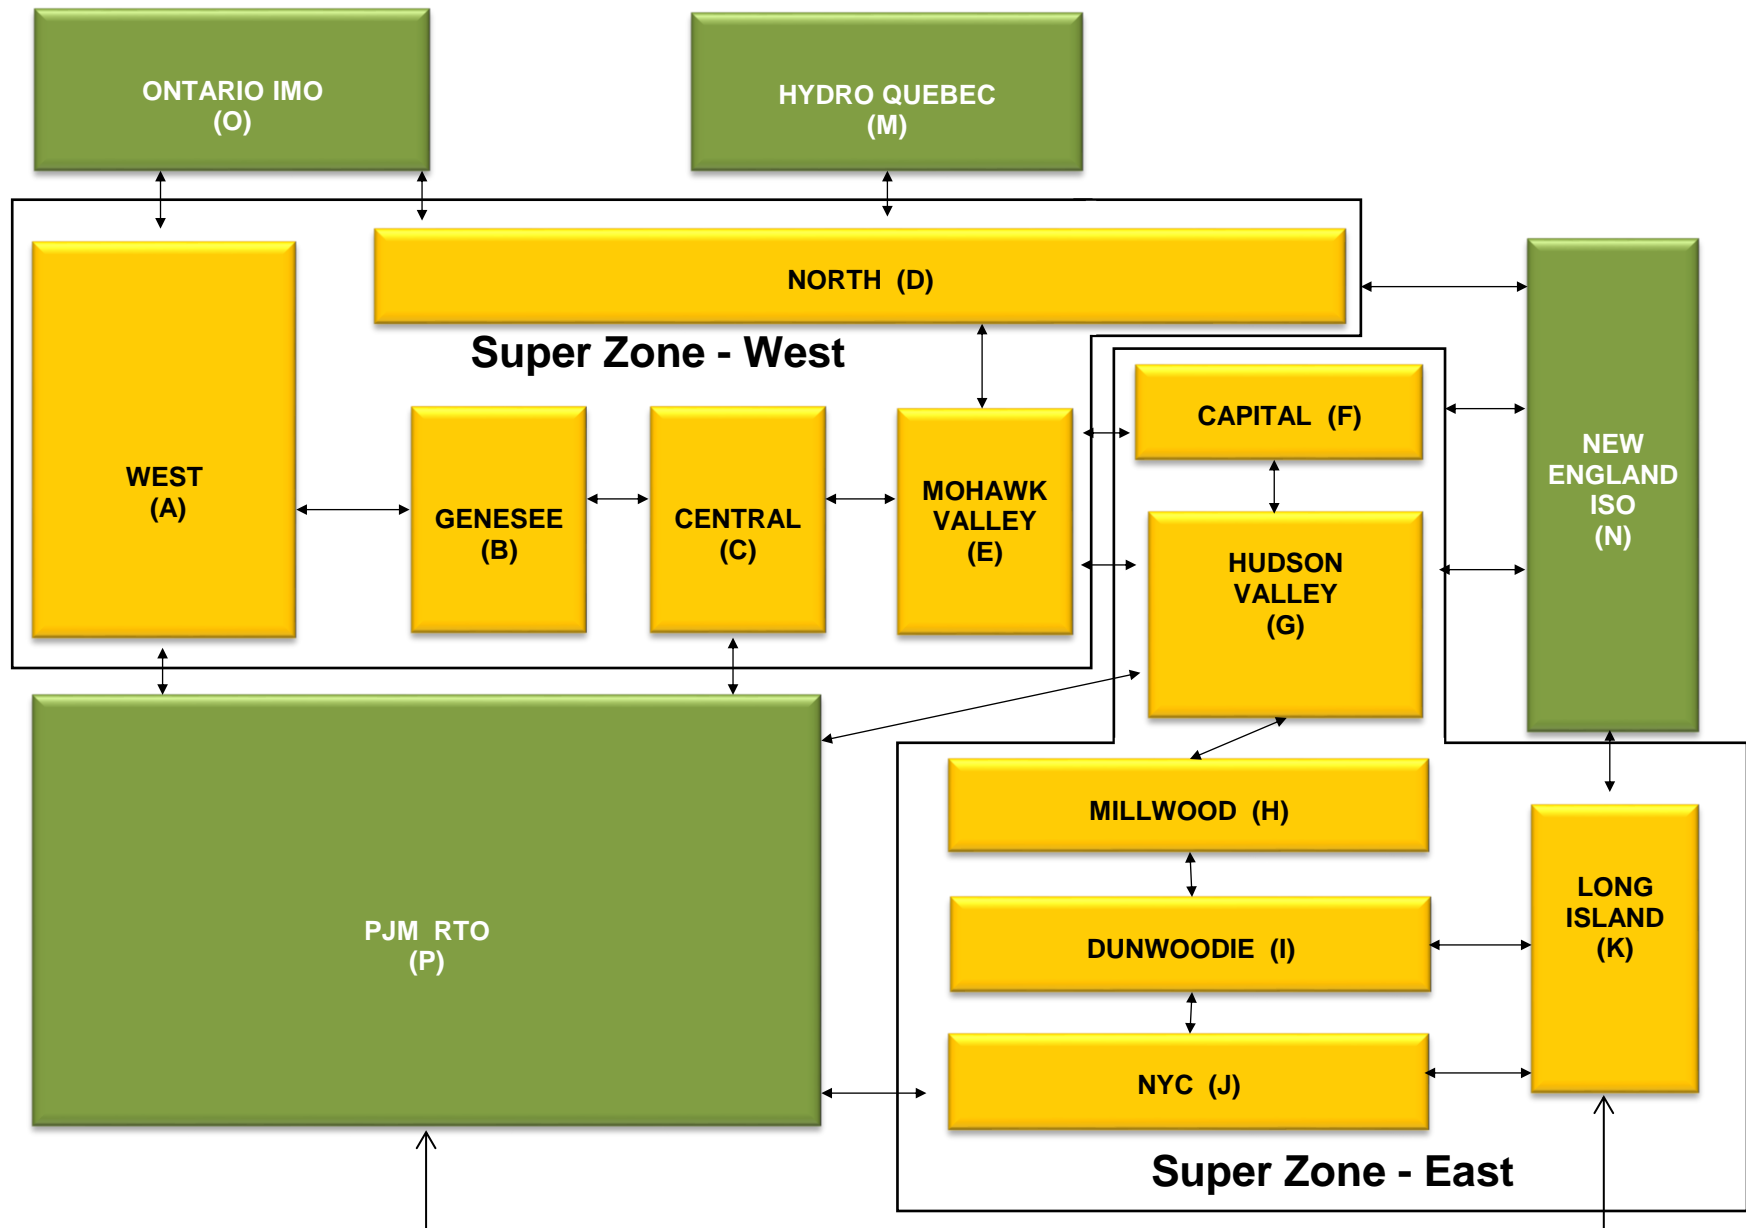 ONTARIO IMO
(O)
HYDRO QUEBEC
(M)
NORTH  (D)
Super Zone - West
WEST
(A)
GENESEE
(B)
CENTRAL
(C)
MOHAWK
VALLEY
(E)
CAPITAL  (F)
HUDSON
VALLEY
(G)
NEW
ENGLAND
ISO
(N)
PJM  RTO
(P)
MILLWOOD  (H)
DUNWOODIE  (I)
NYC  (J)
LONG
ISLAND
(K)
Super Zone - East